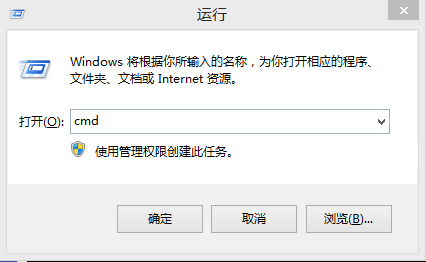 运行
Windows 将根据你所输入的名称，为你打开相应的程序、
文件夹、文档或 Internet 资源。
打开(O): cmd
使用管理权限创建此任务。
确定 取消 浏览(B)...